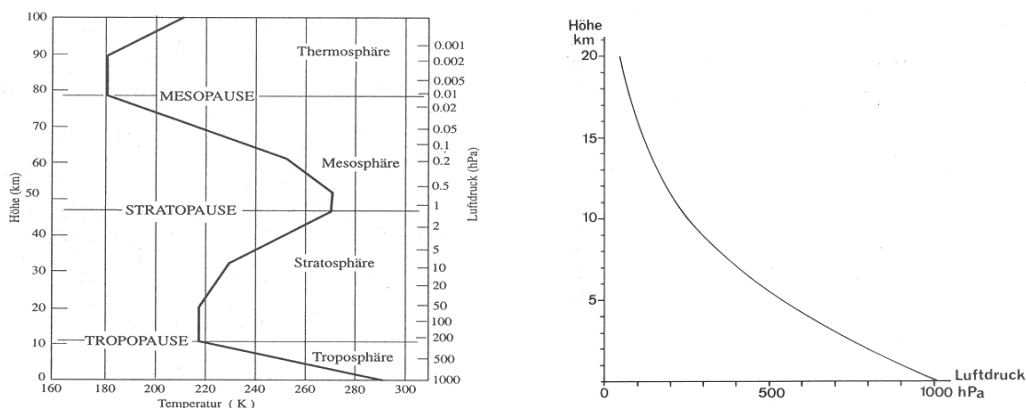 100
90
80
70
60
50
40
30
20
10
0
Höhe (km)
Thermosphäre
MESOPAUSE
Mesosphäre
STRATOPAUSE
Stratosphäre
TROPOPAUSE
Troposphäre
0.001
0.002
0.005
0.01
0.02
0.05
0.1
0.2
0.5
1
2
5
10
20
50
100
200
500
1000
Luftdruck (hPa)
160 180 200 220 240 260 280 300
Temperatur ( K )
Höhe
km
20
15
10
5
0 500 1000
Luftdruck
hPa